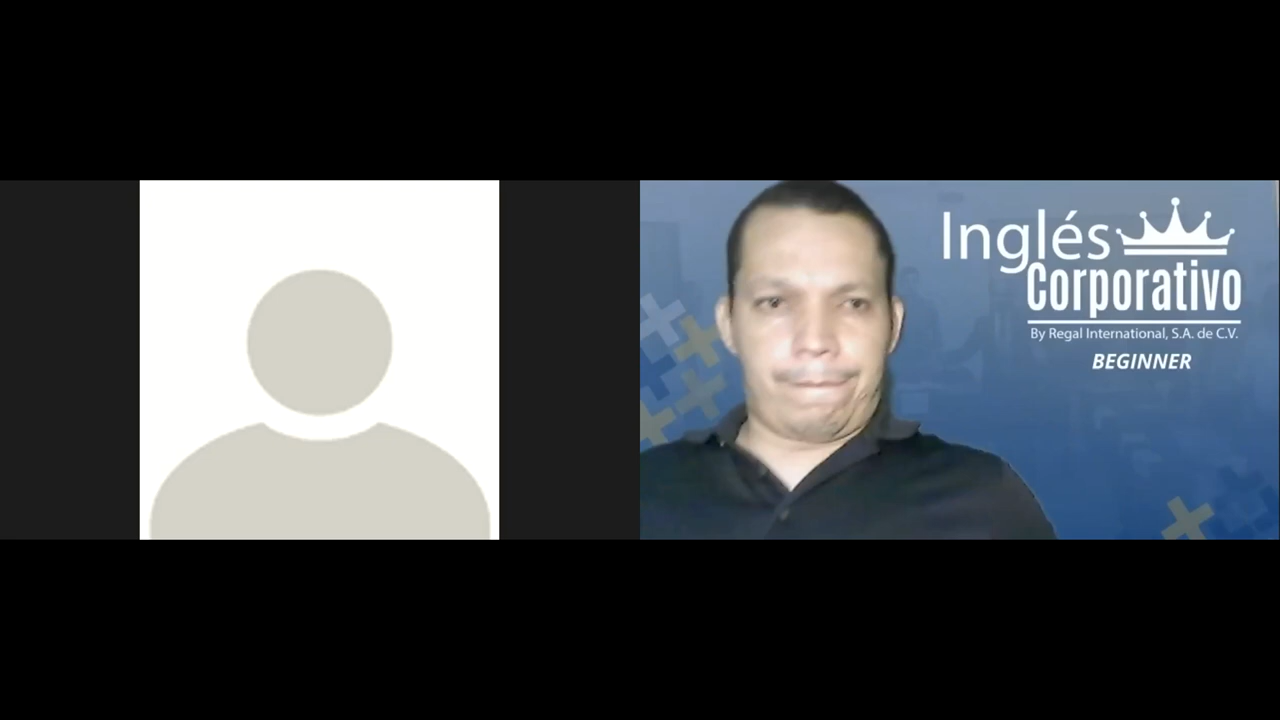 Inglés
Corporativo
By Regal International, S.A. de C.V.
BEGINNER